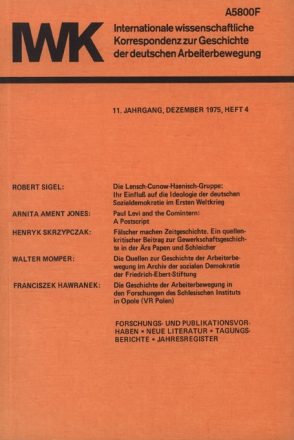 A5800F
IWK
Internationale wissenschaftliche
Korrespondenz zur Geschichte
der deutschen Arbeiterbewegung
11. JAHRGANG, DEZEMBER 1975, HEFT 4
ROBERT SIGEL: Die Lensch-Cunow-Haenisch-Gruppe:
Ihr Einfluß auf die Ideologie der deutschen
Sozialdemokratie im Ersten Weltkrieg
ARNITA AMENT JONES: Paul Levi and the Comintern:
A Postscript
HENRYK SKRZYPCZAK: Fälscher machen Zeitgeschichte. Ein quellen-
kritischer Beitrag zur Gewerkschaftsgeschich-
te in der Ära Papen und Schleicher
WALTER MOMPER: Die Quellen zur Geschichte der Arbeiterbe-
wegung im Archiv der sozialen Demokratie
der Friedrich-Ebert-Stiftung
FRANCISZEK HAWRANEK: Die Geschichte der Arbeiterbewegung in
den Forschungen des Schlesischen Instituts
in Opole (VR Polen)
FORSCHUNGS- UND PUBLIKATIONSVOR-
HABEN • NEUE LITERATUR • TAGUNGS-
BERICHTE • JAHRESREGISTER